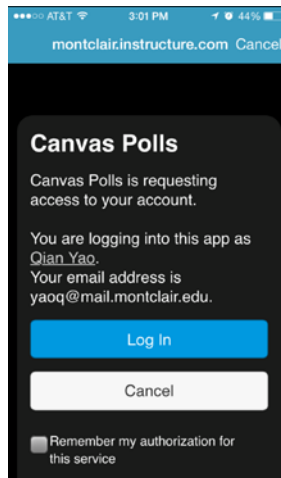 AT&T 3:01 PM 44%
montclair.instructure.com Cancel
Canvas Polls
Canvas Polls is requesting
access to your account.
You are logging into this app as
Qian Yao.
Your email address is
yaoq@mail.montclair.edu.
Log In
Cancel
Remember my authorization for
this service